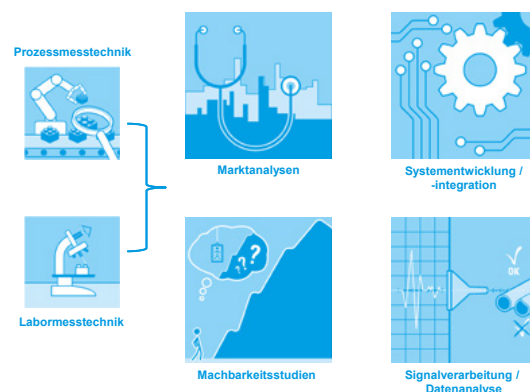 Prozessmesstechnik
Labormesstechnik
Marktanalysen
Systementwicklung /
-integration
???
Machbarkeitsstudien
OK
Signalverarbeitung /
Datenanalyse